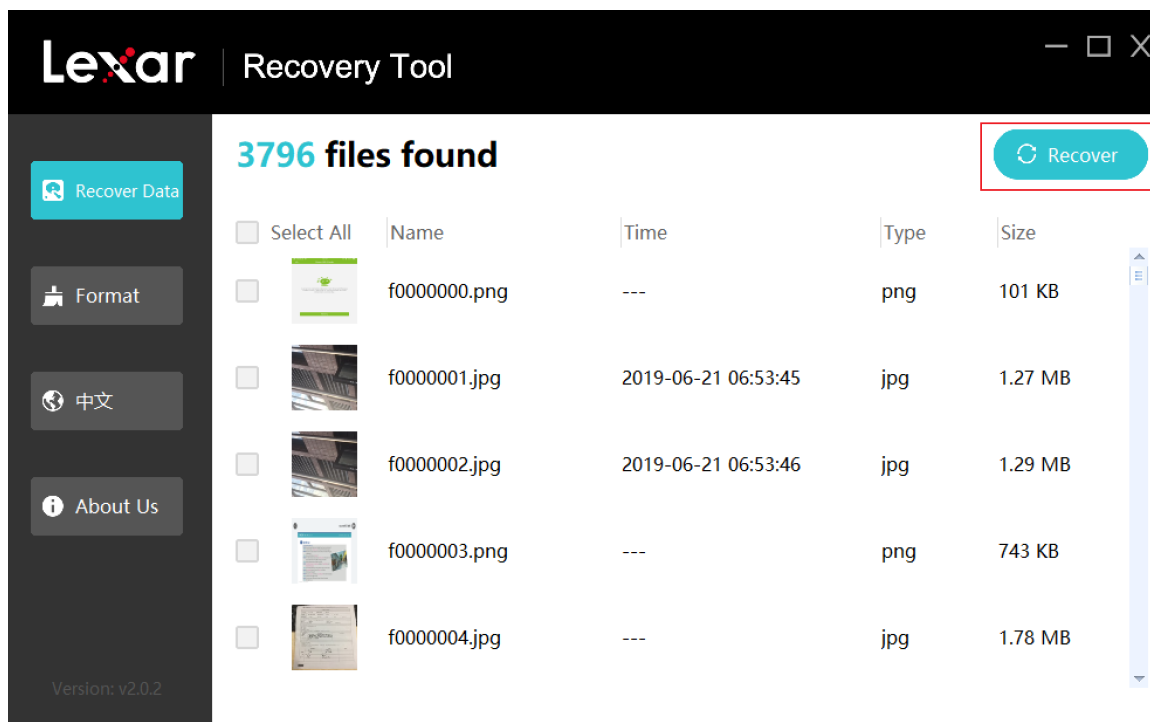 Lexar Recovery Tool
3796 files found
Recover
Recover Data
Format
中文
About Us
Version: v2.0.2
Select All Name Time Type Size
f0000000.png --- png 101 KB
f0000001.jpg 2019-06-21 06:53:45 jpg 1.27 MB
f0000002.jpg 2019-06-21 06:53:46 jpg 1.29 MB
f0000003.png --- png 743 KB
f0000004.jpg --- jpg 1.78 MB